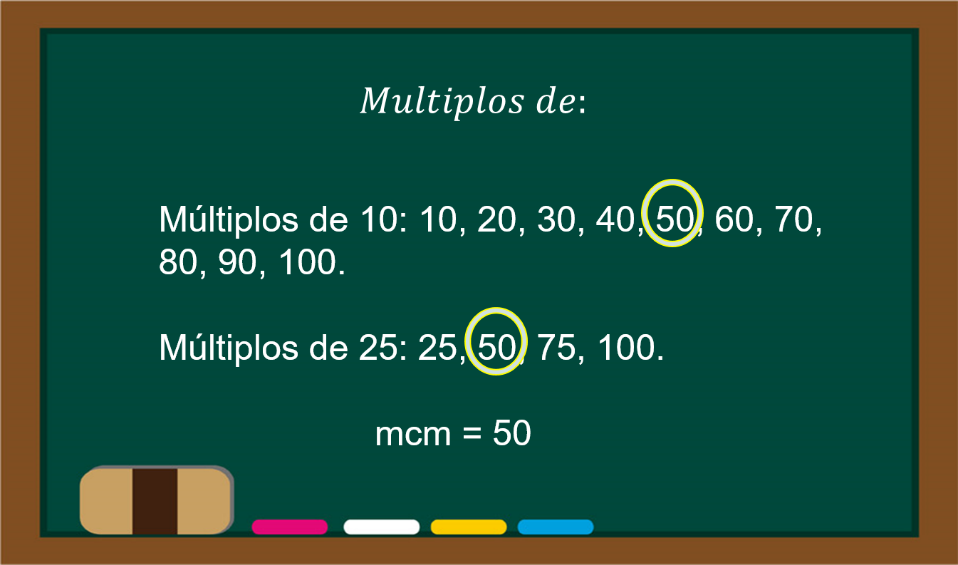 Multiplos de:
Múltiplos de 10: 10, 20, 30, 40, 50, 60, 70,
80, 90, 100.
Múltiplos de 25: 25, 50, 75, 100.
mcm = 50